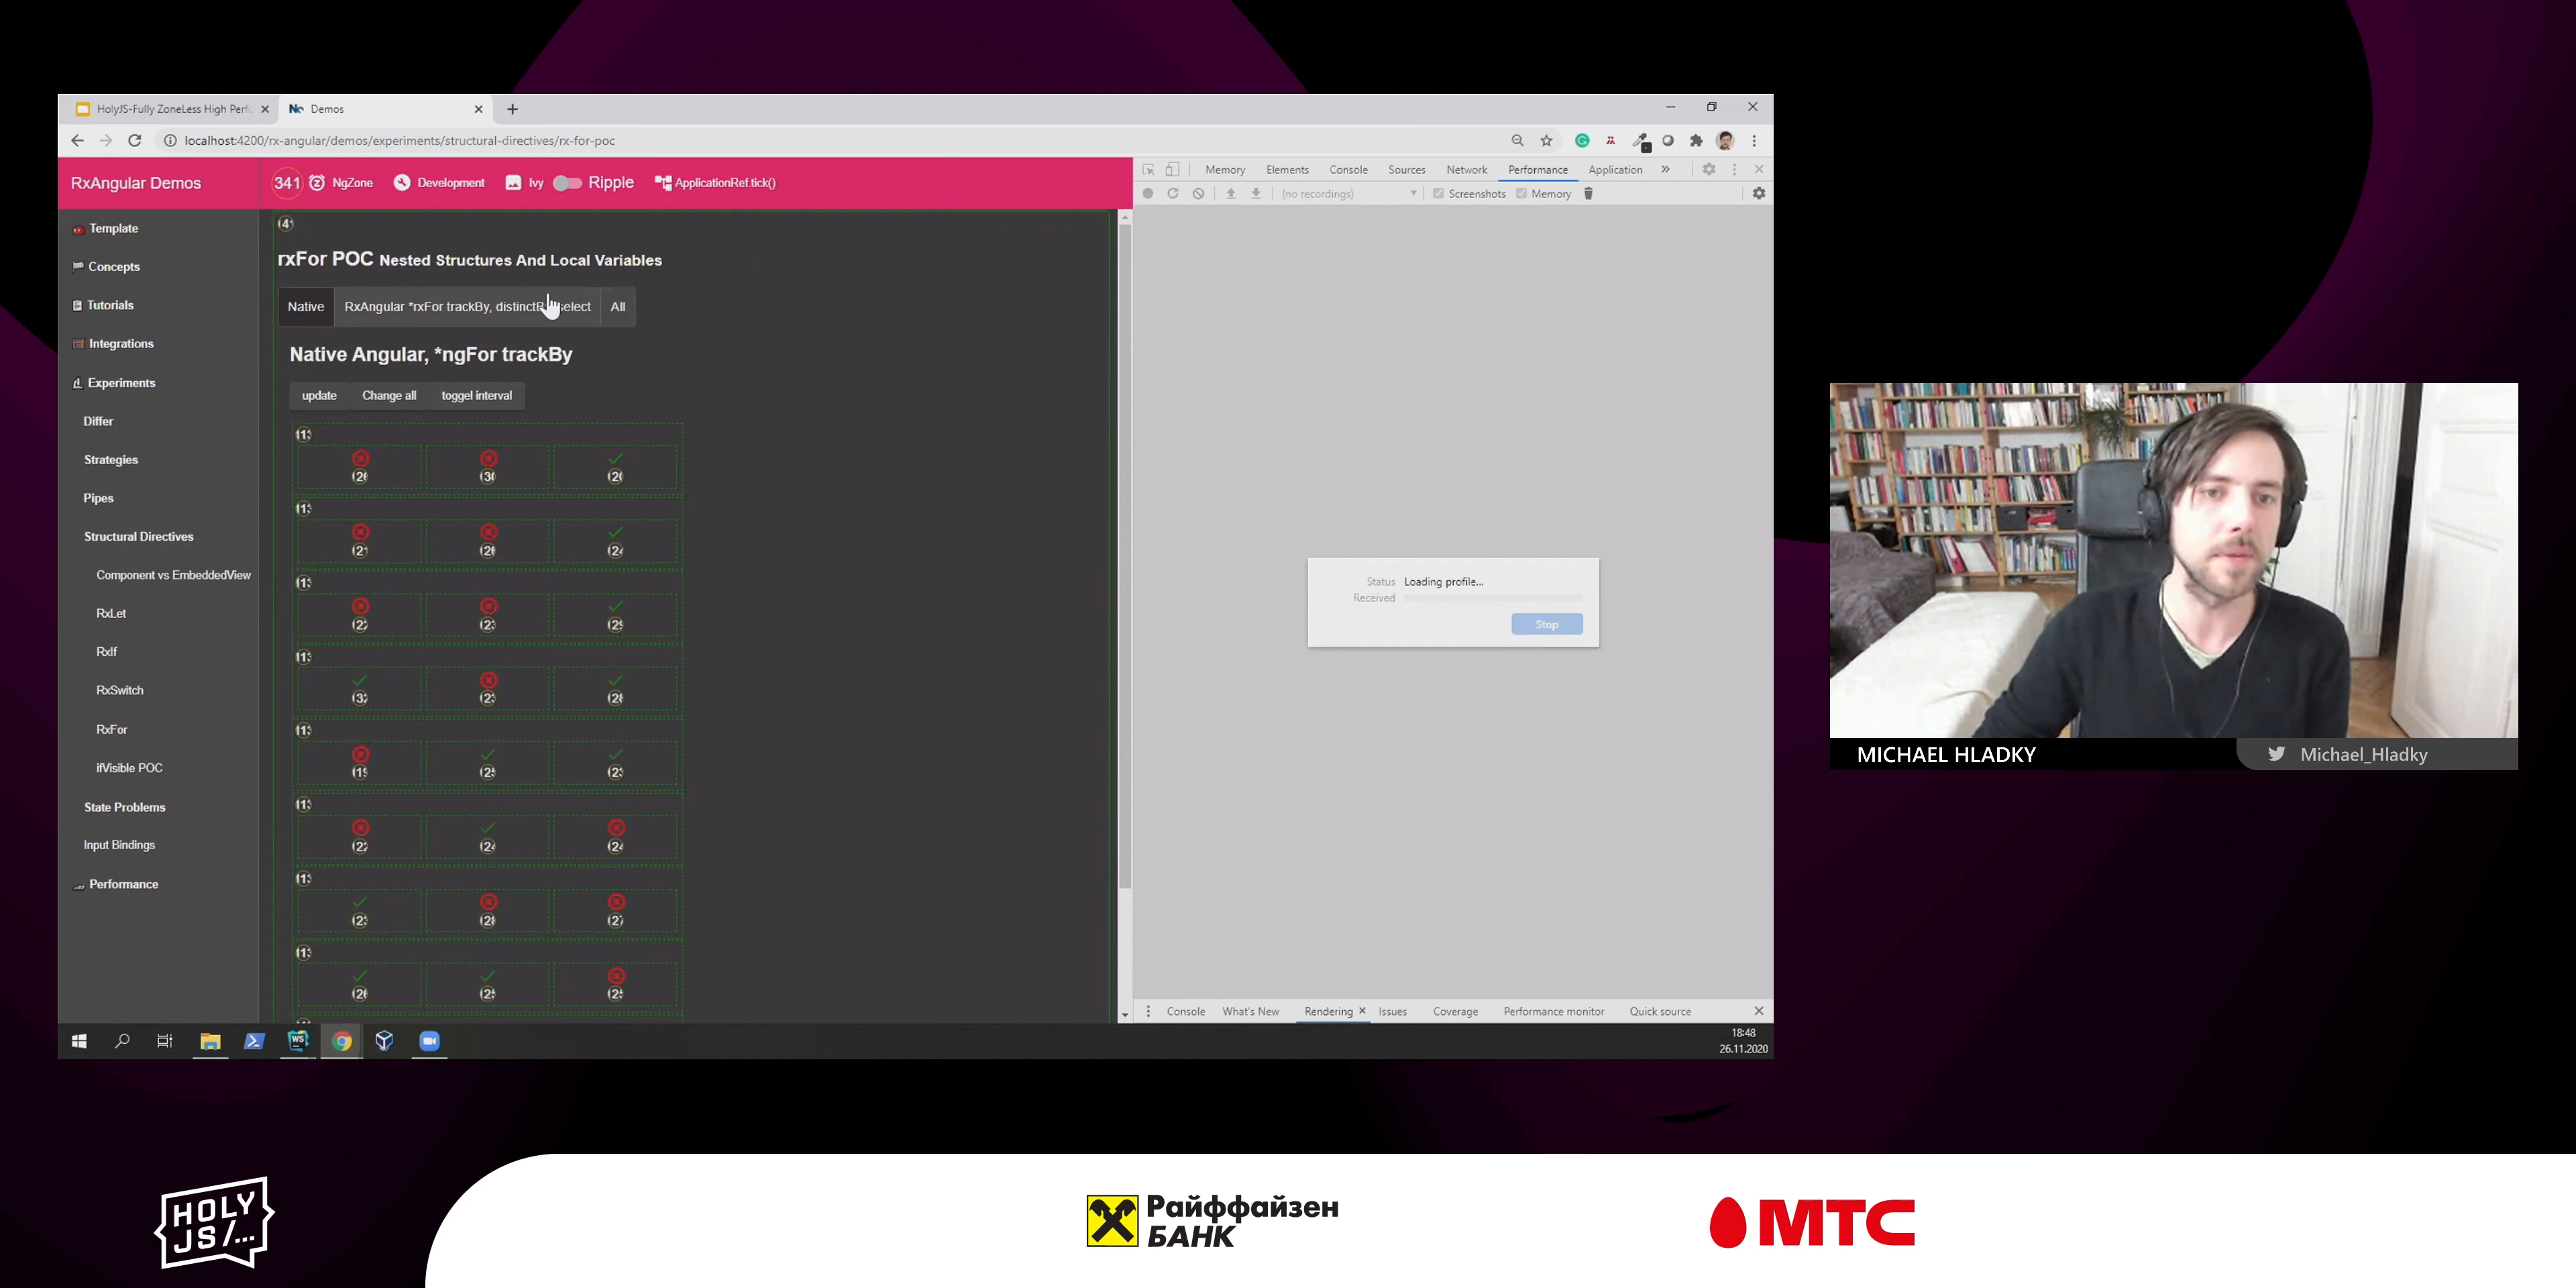 HolyJS-Fully ZoneLess High Perf
Demos
localhost:4200/rx-angular/demos/experiments/structural-directives/rx-for-poc
RxAngular Demos
341 NgZone Development Ivy Ripple ApplicationRef.tick()
Memory Elements Console Sources Network Performance Application »
(no recordings) Screenshots Memory
Template
Concepts
Tutorials
Integrations
Experiments
Differ
Strategies
Pipes
Structural Directives
Component vs EmbeddedView
RxLet
RxIf
RxSwitch
RxFor
ifVisible POC
State Problems
Input Bindings
Performance
rxFor POC Nested Structures And Local Variables
Native RxAngular *rxFor trackBy, All
Native Angular, *ngFor trackBy
update Change all toggel interval
Status Loading profile...
Received
Stop
Console What's New Rendering Issues Coverage Performance monitor Quick source
WS
18:48
26.11.2020
MICHAEL HLADKY
Michael_Hladky
HOLY
JS/...
Райффайзен
БАНК
МТС